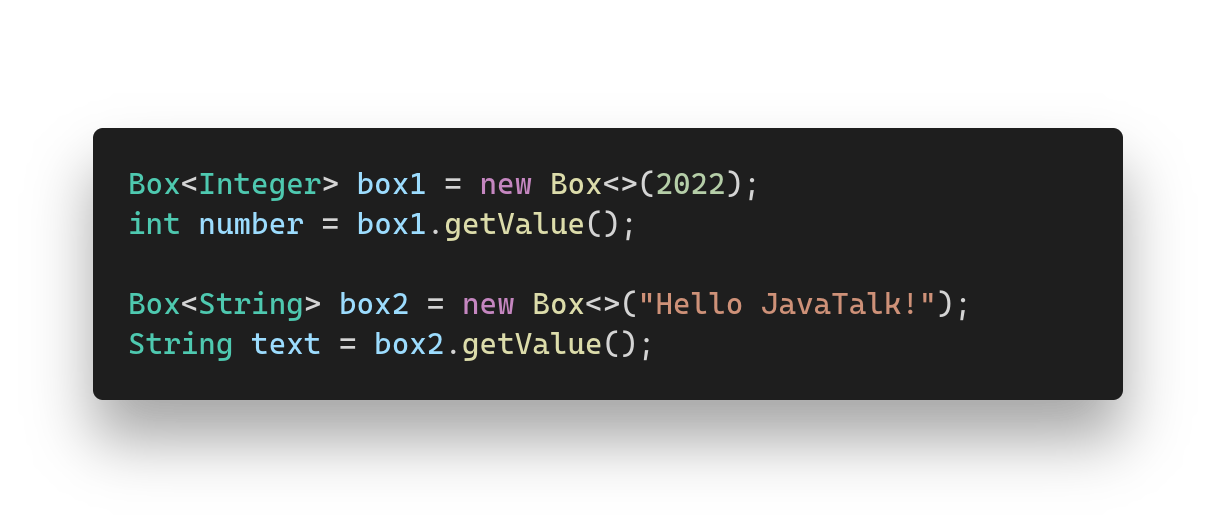 Box<Integer> box1 = new Box<>(2022);
int number = box1.getValue();
Box<String> box2 = new Box<>("Hello JavaTalk!");
String text = box2.getValue();